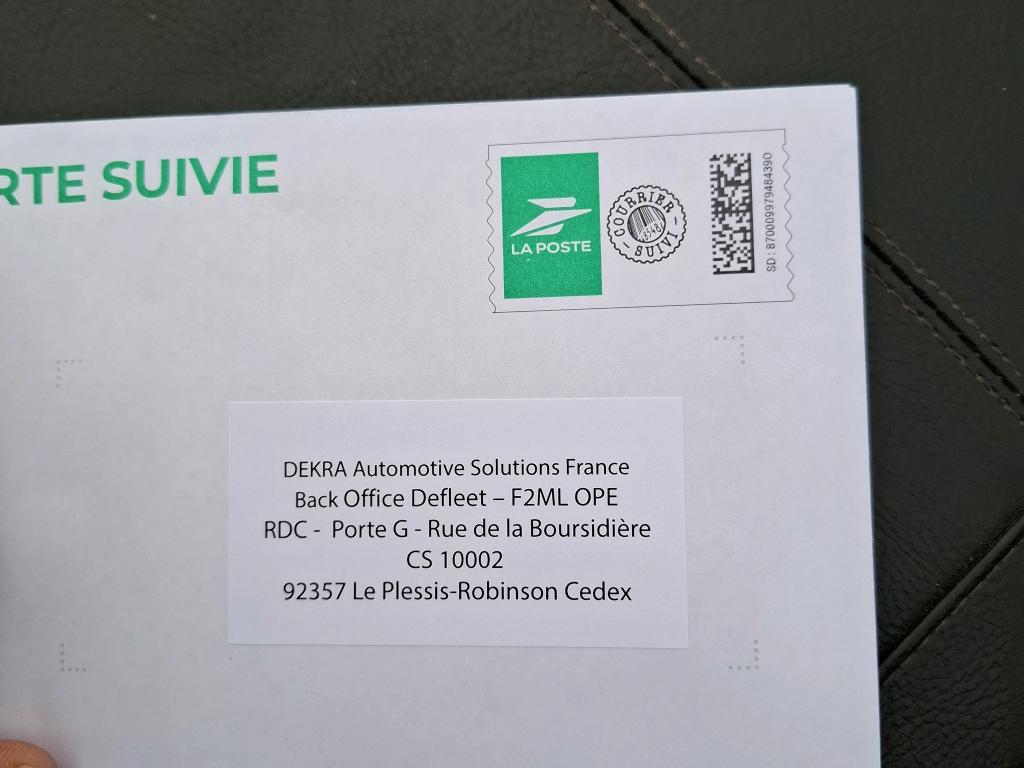 RTE SUIVIE
LA POSTE
COURRIER
SUIVI
SD : 87000997948439O
DEKRA Automotive Solutions France
Back Office Defleet – F2ML OPE
RDC - Porte G - Rue de la Boursidière
CS 10002
92357 Le Plessis-Robinson Cedex